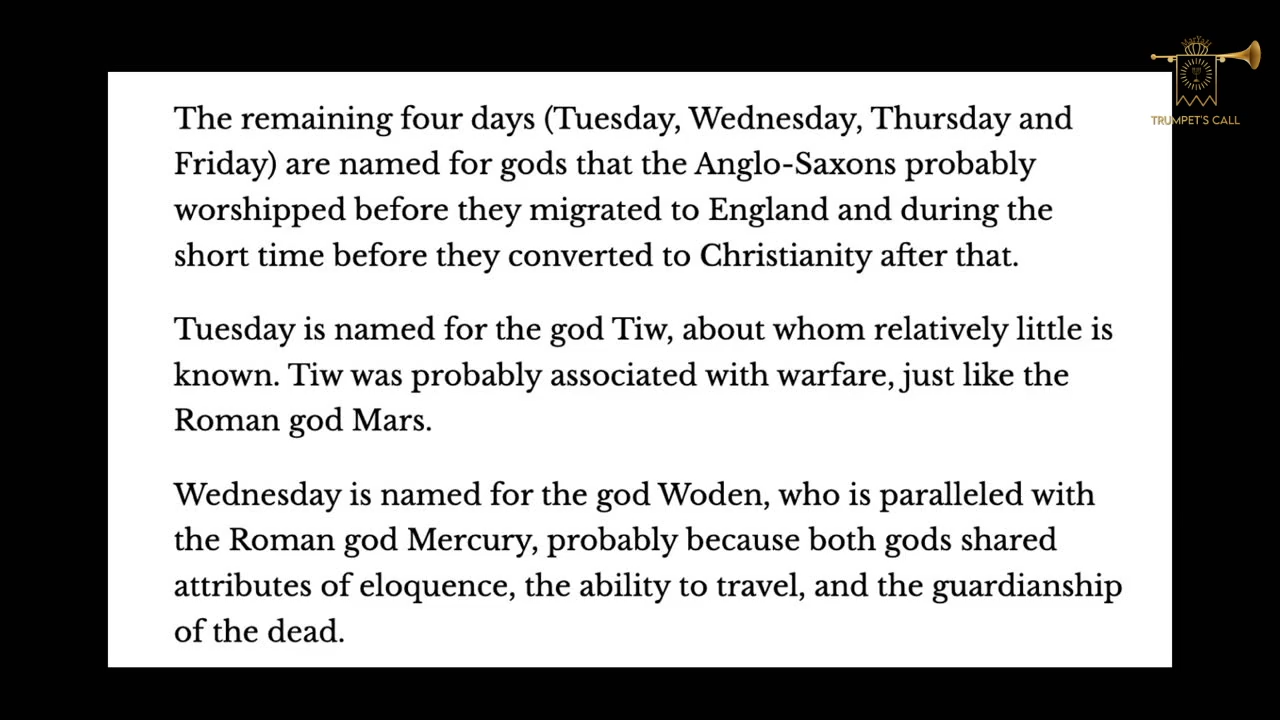 The remaining four days (Tuesday, Wednesday, Thursday and
Friday) are named for gods that the Anglo-Saxons probably
worshipped before they migrated to England and during the
short time before they converted to Christianity after that.
Tuesday is named for the god Tiw, about whom relatively little is
known. Tiw was probably associated with warfare, just like the
Roman god Mars.
Wednesday is named for the god Woden, who is paralleled with
the Roman god Mercury, probably because both gods shared
attributes of eloquence, the ability to travel, and the guardianship
of the dead.
TRUMPET'S CALL